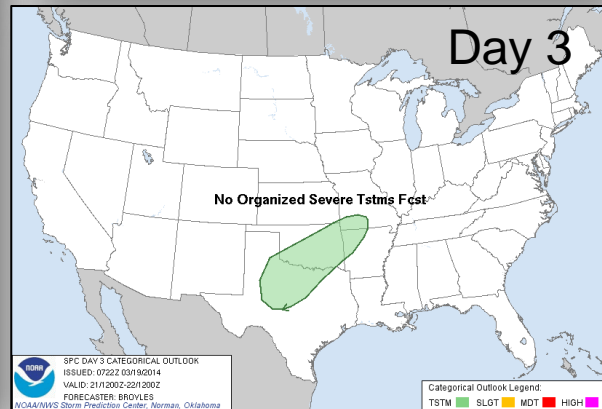 Day 3
No Organized Severe Tstms Fcst
NOAA
SPC DAY 3 CATEGORICAL OUTLOOK
ISSUED: 0722Z 03/19/2014
VALID: 21/1200Z-22/1200Z
FORECASTER: BROYLES
NOAA/NWS Storm Prediction Center, Norman, Oklahoma
Categorical Outlook Legend:
TSTM SLGT MDT HIGH